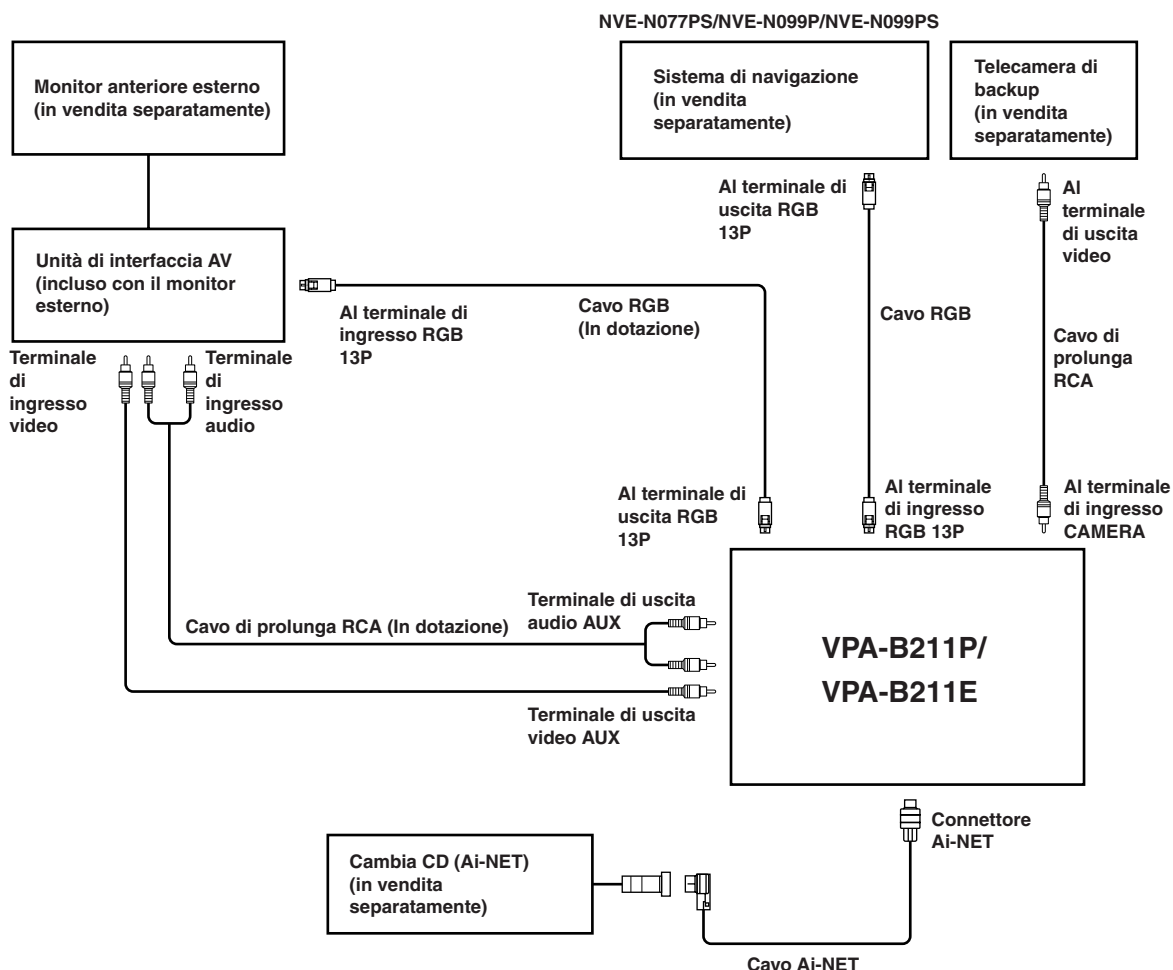 NVE-N077PS/NVE-N099P/NVE-N099PS
Monitor anteriore esterno
(in vendita separatamente)
Sistema di navigazione
(in vendita
separatamente)
Telecamera di
backup
(in vendita
separatamente)
Al terminale di
uscita RGB
13P
Al
terminale
di uscita
video
Unità di interfaccia AV
(incluso con il monitor
esterno)
Al terminale di
ingresso RGB
13P
Cavo RGB
(In dotazione)
Cavo RGB
Cavo di
prolunga
RCA
Terminale
di
ingresso
video
Terminale
di
ingresso
audio
Al terminale di
uscita RGB
13P
Al terminale
di ingresso
RGB 13P
Al terminale
di ingresso
CAMERA
Terminale di uscita
audio AUX
Cavo di prolunga RCA (In dotazione)
VPA-B211P/
VPA-B211E
Terminale di uscita
video AUX
Connettore
Ai-NET
Cambia CD (Ai-NET)
(in vendita
separatamente)
Cavo Ai-NET